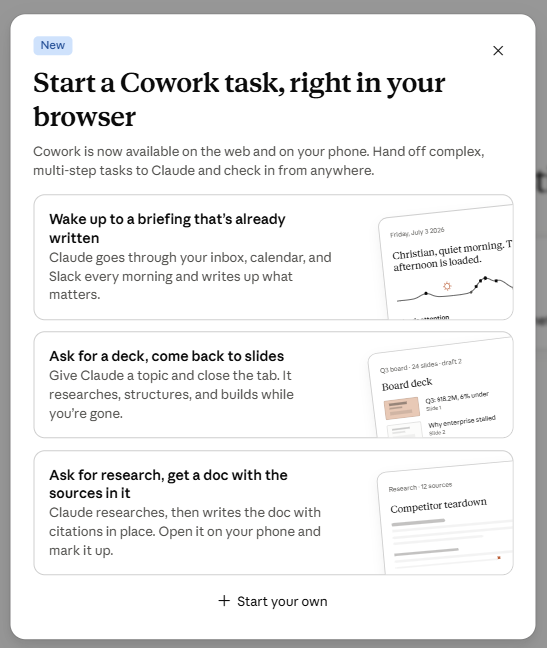 New
Start a Cowork task, right in your
browser
Cowork is now available on the web and on your phone. Hand off complex,
multi-step tasks to Claude and check in from anywhere.
Wake up to a briefing that's already
written
Claude goes through your inbox, calendar, and
Slack every morning and writes up what
matters.
Friday, July 3 2026
Christian, quiet morning. T
afternoon is loaded.
Ask for a deck, come back to slides
Give Claude a topic and close the tab. It
researches, structures, and builds while
you're gone.
Q3 board · 24 slides · draft 2
Board deck
Q3: $18.2M, 6% under
Slide 1
Why enterprise stalled
Slide 2
Ask for research, get a doc with the
sources in it
Claude researches, then writes the doc with
citations in place. Open it on your phone and
mark it up.
Research · 12 sources
Competitor teardown
+ Start your own